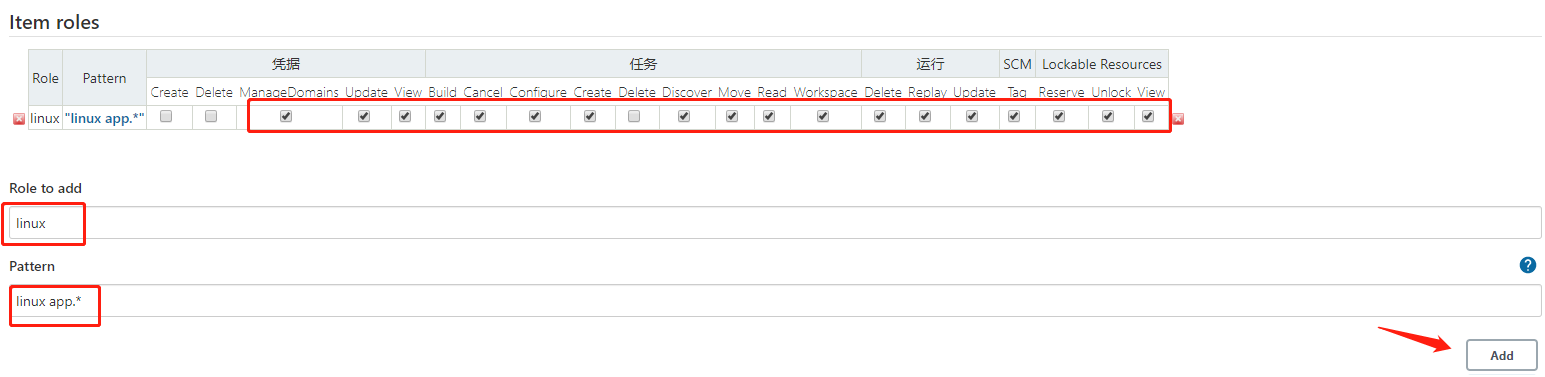 Item roles
Role Pattern 凭据 任务 运行 SCM Lockable Resources
Create Delete ManageDomains Update View Build Cancel Configure Create Delete Discover Move Read Workspace Delete Replay Update Tag Reserve Unlock View
linux "linux app.*"
Role to add
linux
Pattern
?
linux app.*
Add